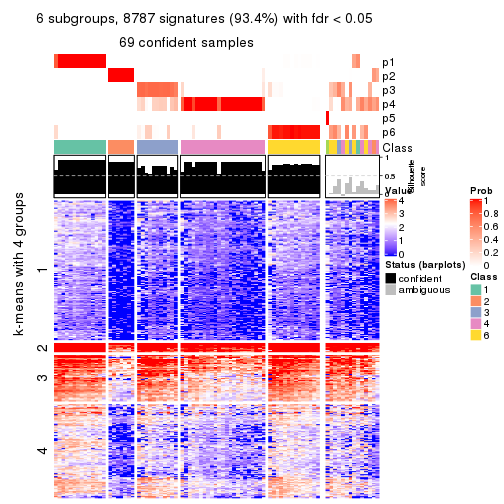 6 subgroups, 8787 signatures (93.4%) with fdr < 0.05
69 confident samples
p1
p2
p3
p4
p5
p6
Class
1
0.5
0
Silhouette
score
k-means with 4 groups
1
2
3
4
Value
4
3
2
1
0
Status (barplots)
confident
ambiguous
Prob
1
0.8
0.6
0.4
0.2
0
Class
1
2
3
4
6